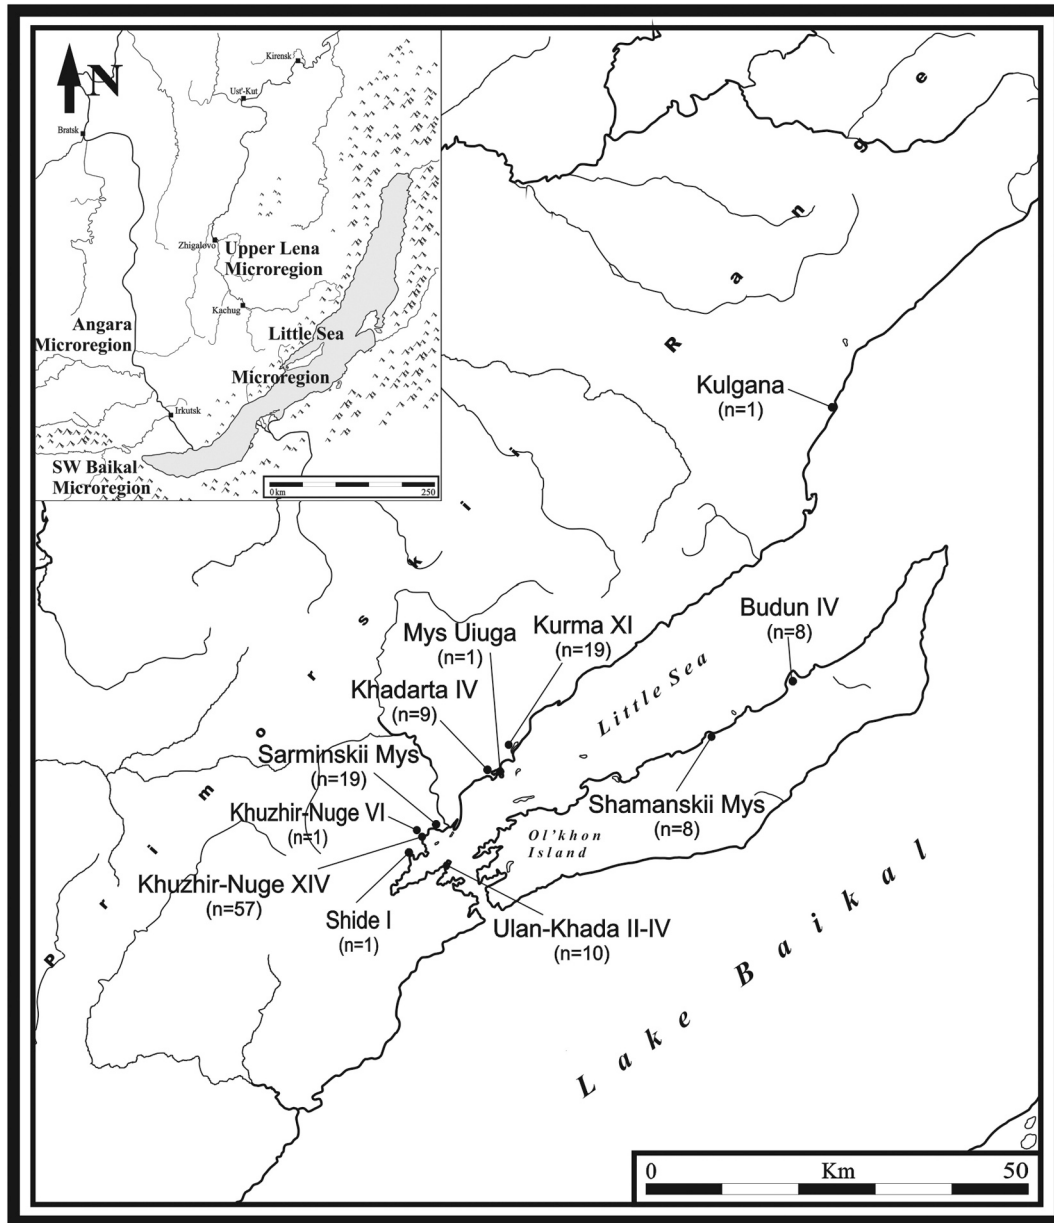 N
Kirensk
Ust'-Kut
Bratsk
Zhigalovo
Upper Lena
Microregion
Kachug
Angara
Microregion
Little Sea
Microregion
Irkutsk
SW Baikal
Microregion
0 km 250
Primorskii Range
Kulgana
(n=1)
Budun IV
(n=8)
Mys Uiuga
(n=1)
Kurma XI
(n=19)
Khadarta IV
(n=9)
Little Sea
Sarminskii Mys
(n=19)
Shamanskii Mys
(n=8)
Khuzhir-Nuge VI
(n=1)
Ol'khon
Island
Khuzhir-Nuge XIV
(n=57)
Shide I
(n=1)
Ulan-Khada II-IV
(n=10)
Lake Baikal
0 Km 50